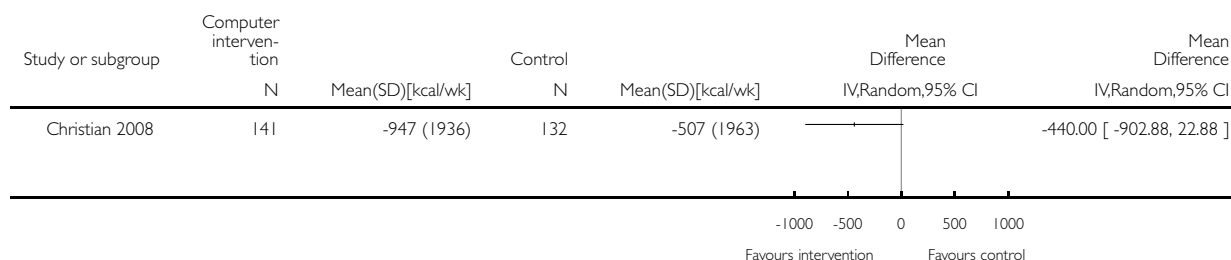 Computer
interven-
Study or subgroup tion Control Mean Difference Mean Difference
N Mean(SD)[kcal/wk] N Mean(SD)[kcal/wk] IV,Random,95% CI IV,Random,95% CI
Christian 2008 141 -947 (1936) 132 -507 (1963) -440.00 [ -902.88, 22.88 ]
-1000 -500 0 500 1000
Favours intervention Favours control